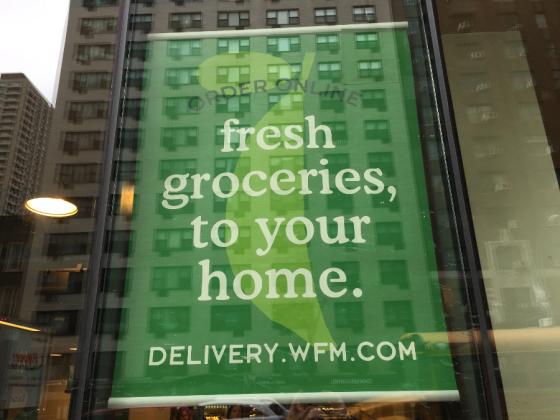 ORDER ONLINE
fresh
groceries,
to your
home.
DELIVERY.WFM.COM